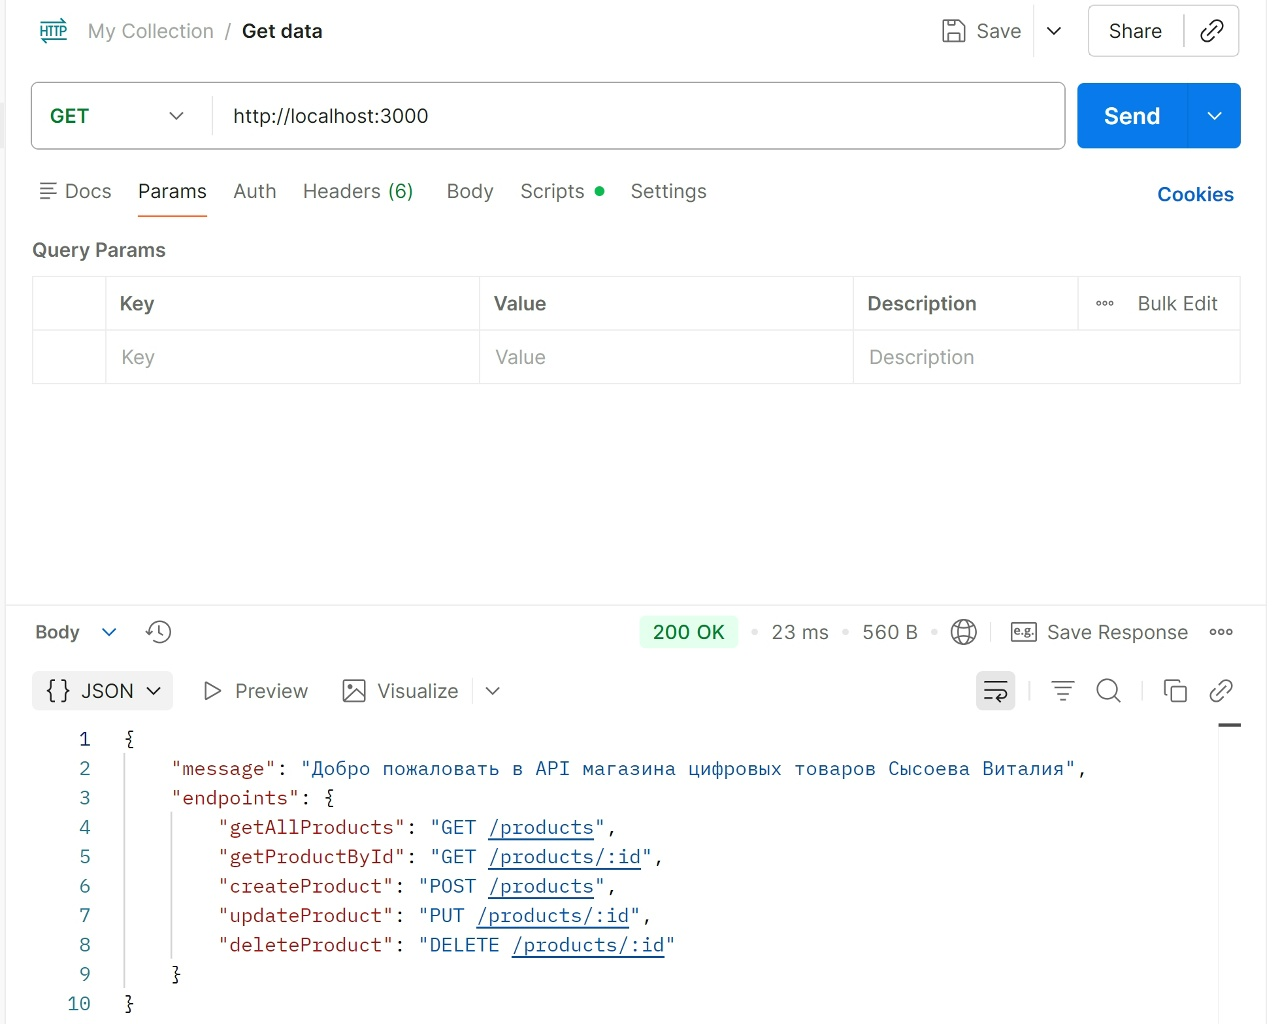 HTTP My Collection / Get data Save Share
GET http://localhost:3000 Send
Docs Params Auth Headers (6) Body Scripts Settings Cookies
Query Params
Key Value Description Bulk Edit
Key Value Description
Body 200 OK 23 ms 560 B e.g. Save Response
{} JSON Preview Visualize
1 {
2 "message": "Добро пожаловать в API магазина цифровых товаров Сысоева Виталия",
3 "endpoints": {
4 "getAllProducts": "GET /products",
5 "getProductById": "GET /products/:id",
6 "createProduct": "POST /products",
7 "updateProduct": "PUT /products/:id",
8 "deleteProduct": "DELETE /products/:id"
9 }
10 }